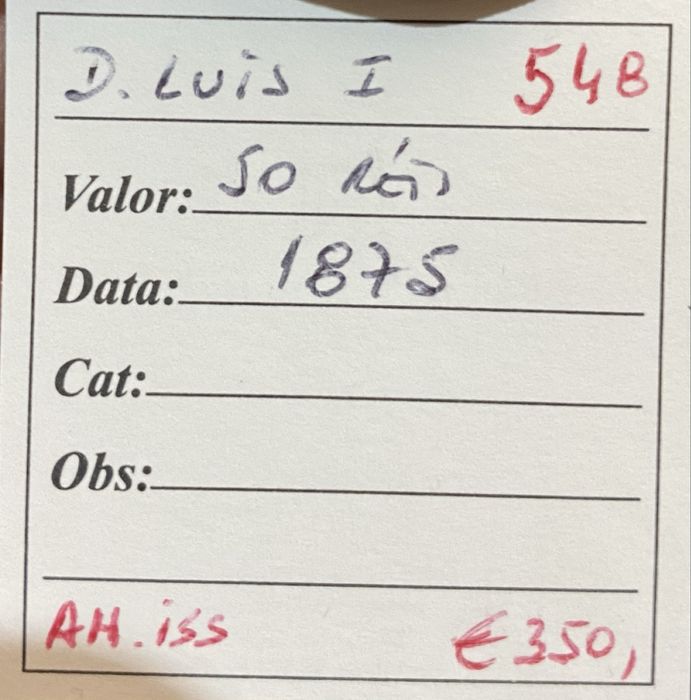 D. LUIS I 548
Valor: 50 Réis
Data: 1875
Cat:
Obs:
AH.iss €350,